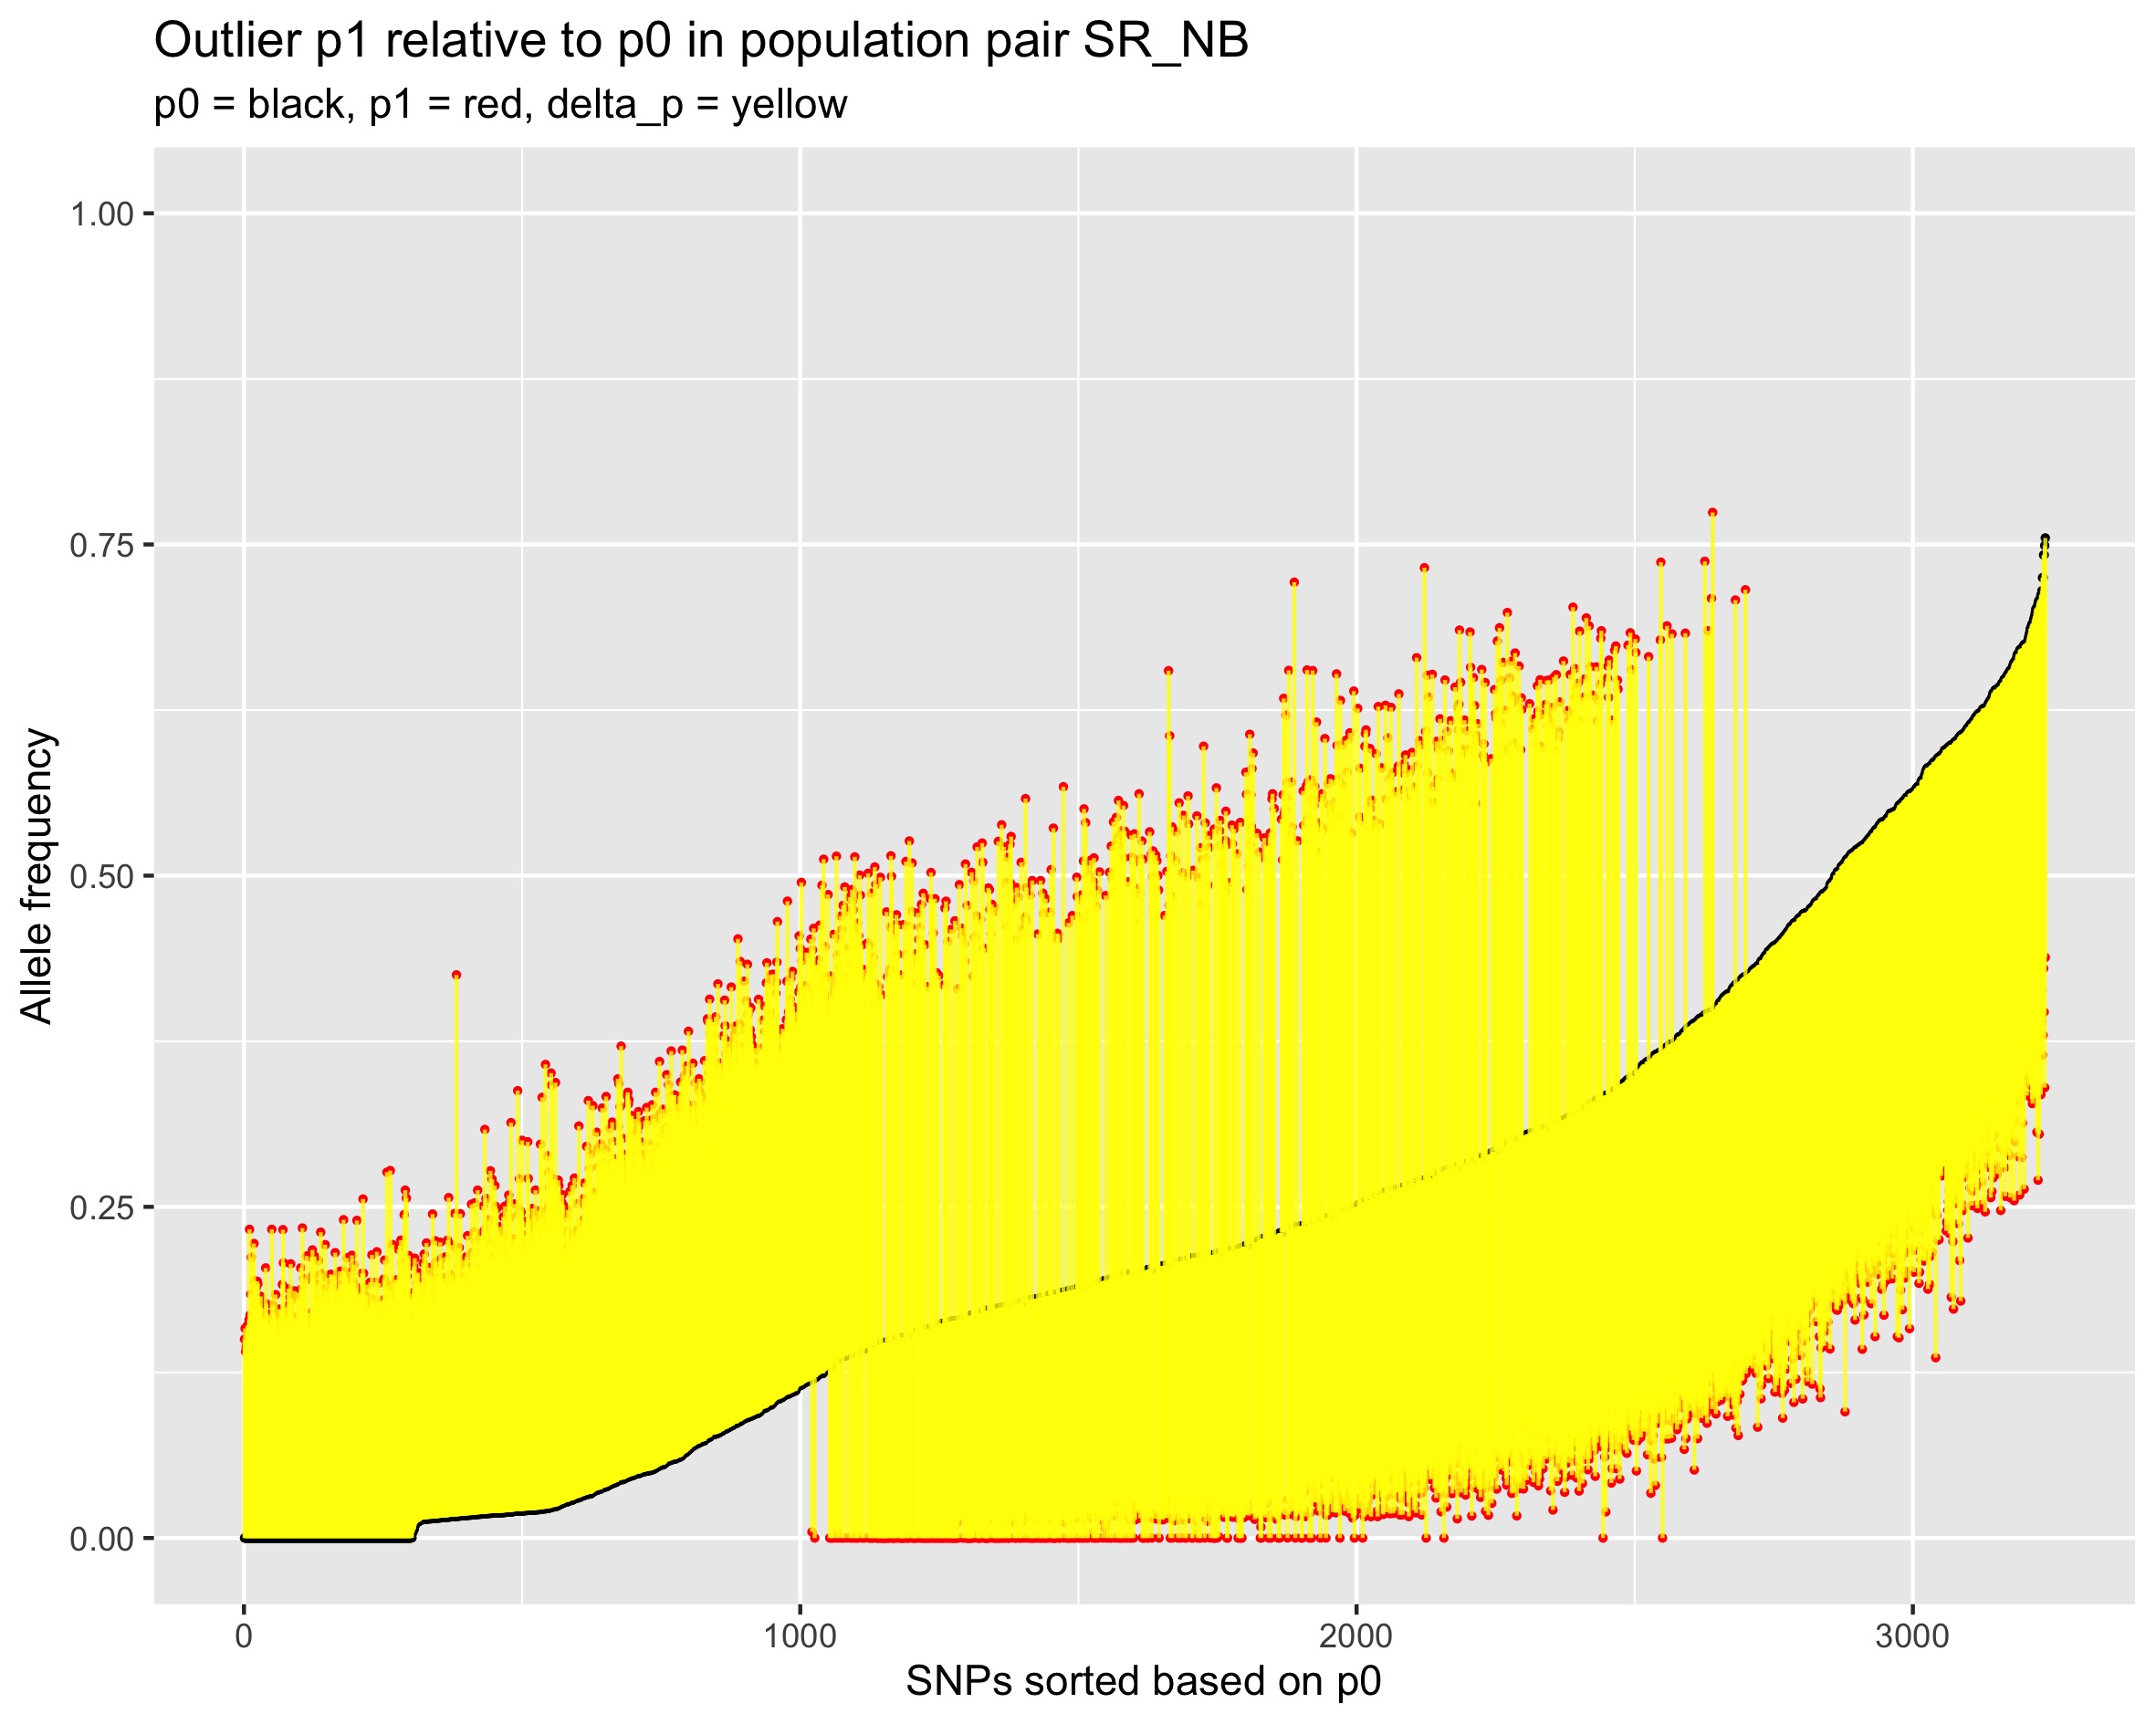 Outlier p1 relative to p0 in population pair SR_NB
p0 = black, p1 = red, delta_p = yellow
1.00
0.75
0.50
0.25
0.00
Allele frequency
0 1000 2000 3000
SNPs sorted based on p0